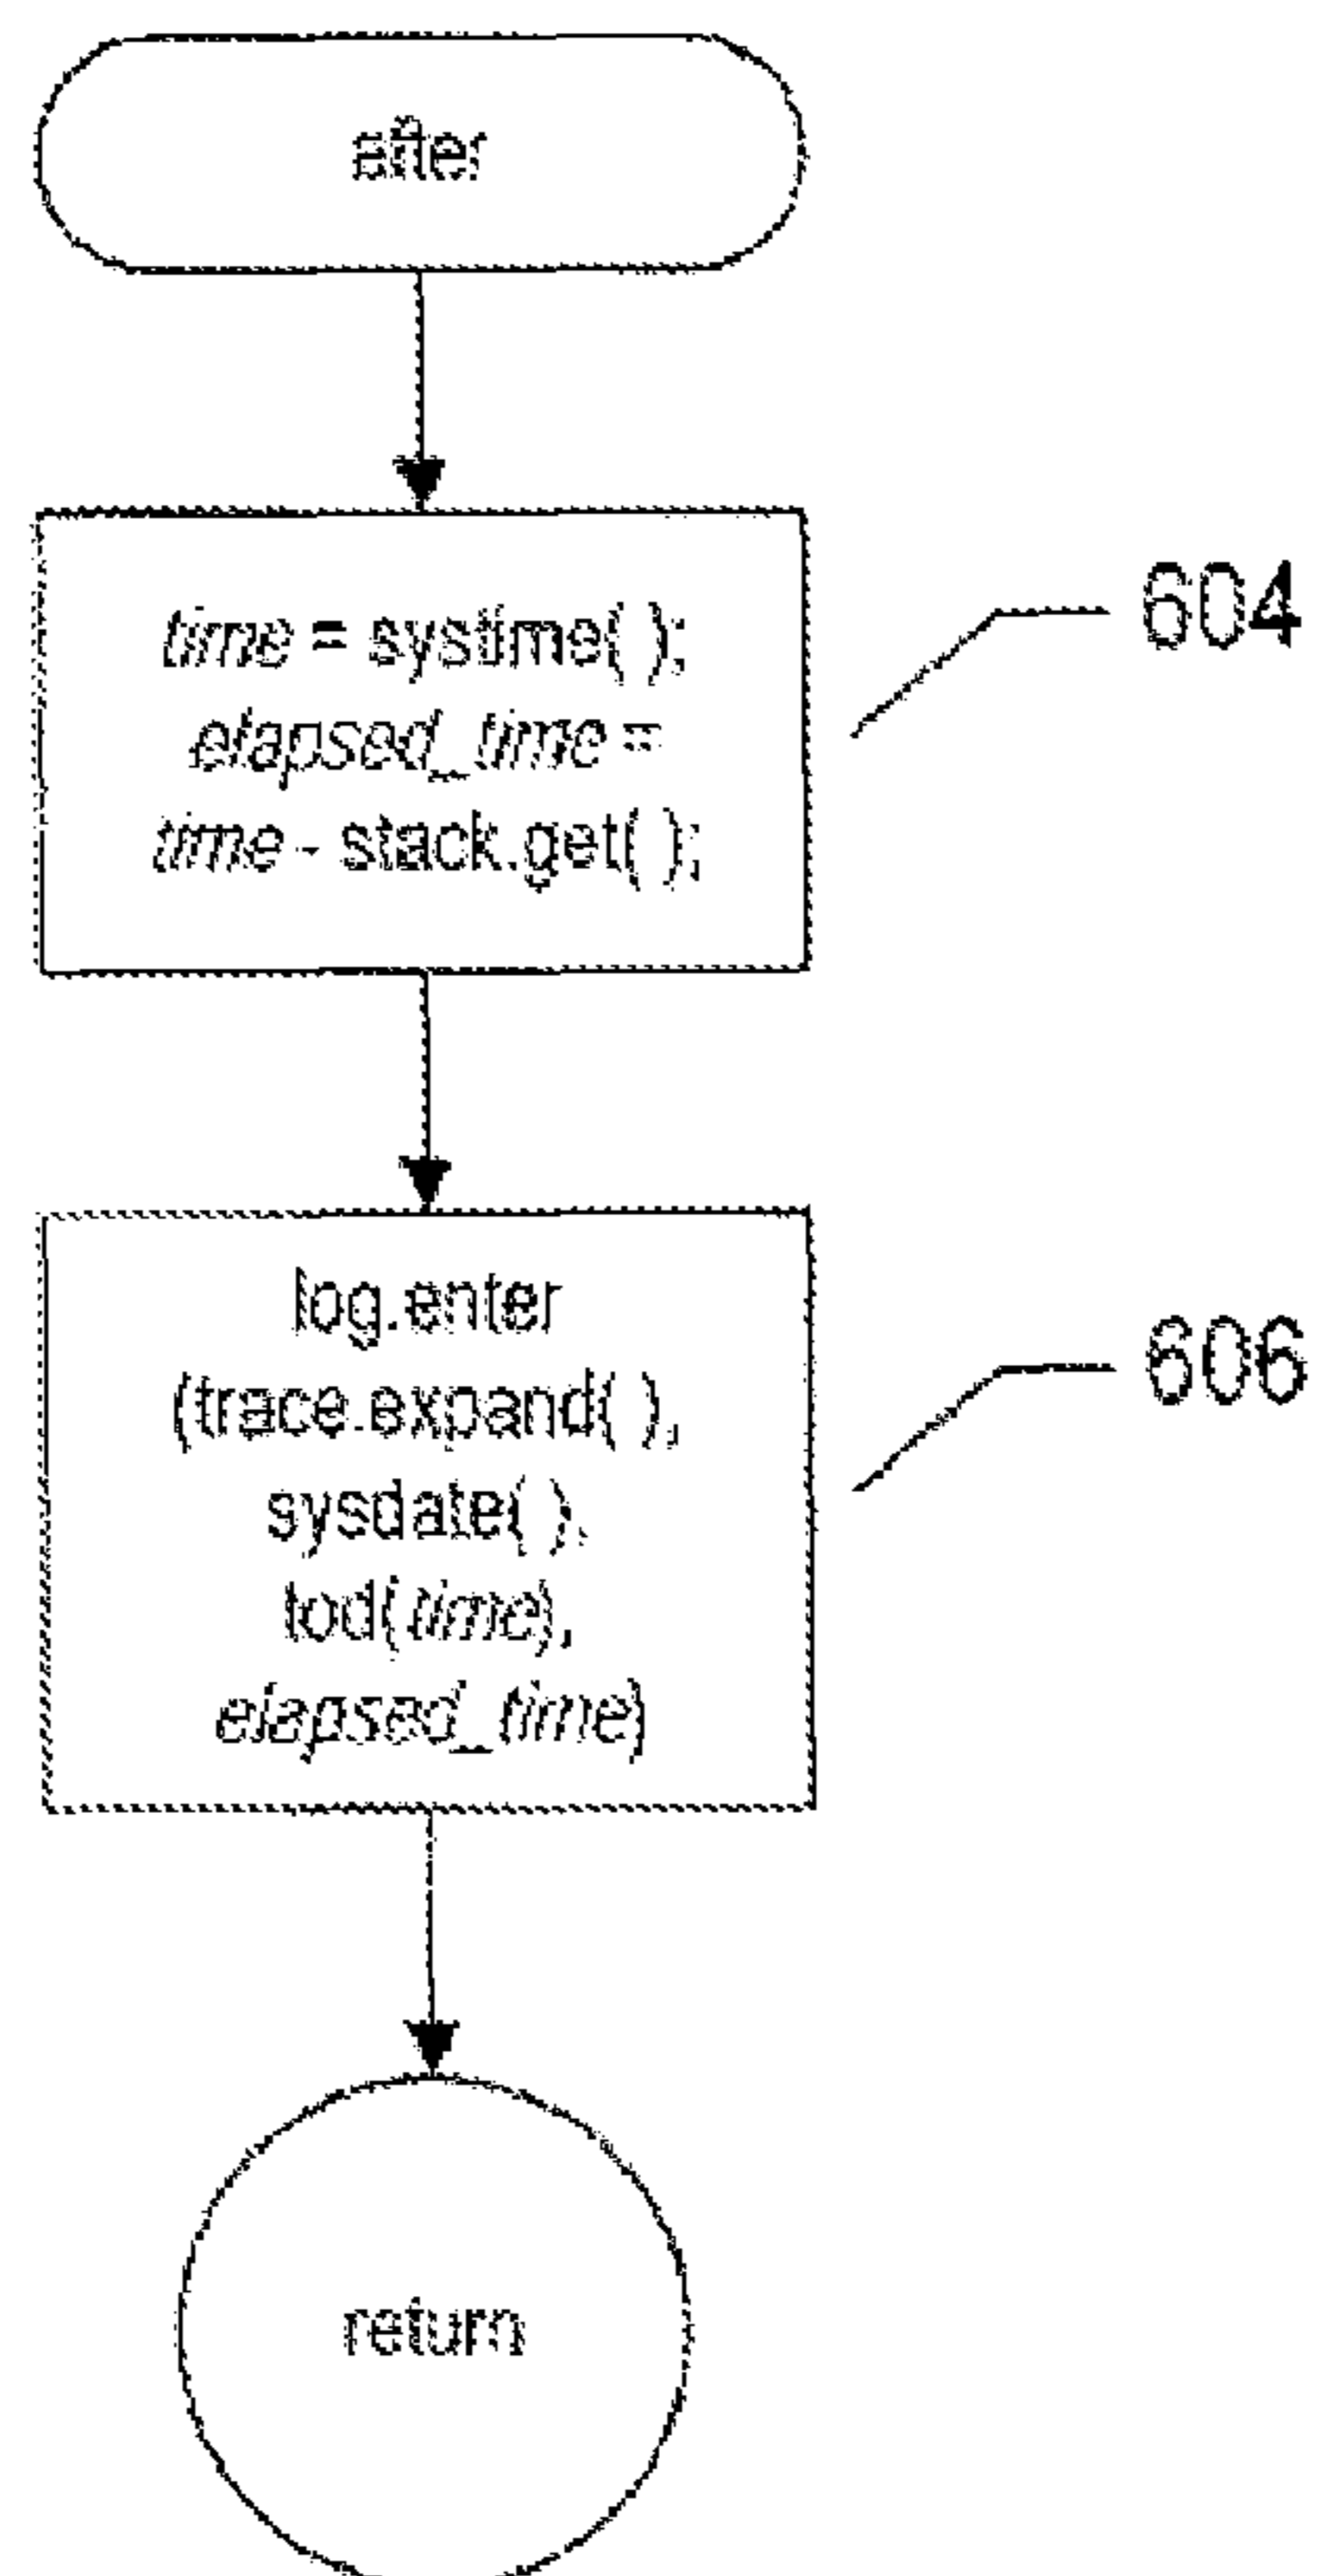 after
time = systime( );
elapsed_time =
time - stack.get( );
604
log.enter
(trace.expand( ),
sysdate( ),
tod(time),
elapsed_time)
606
return